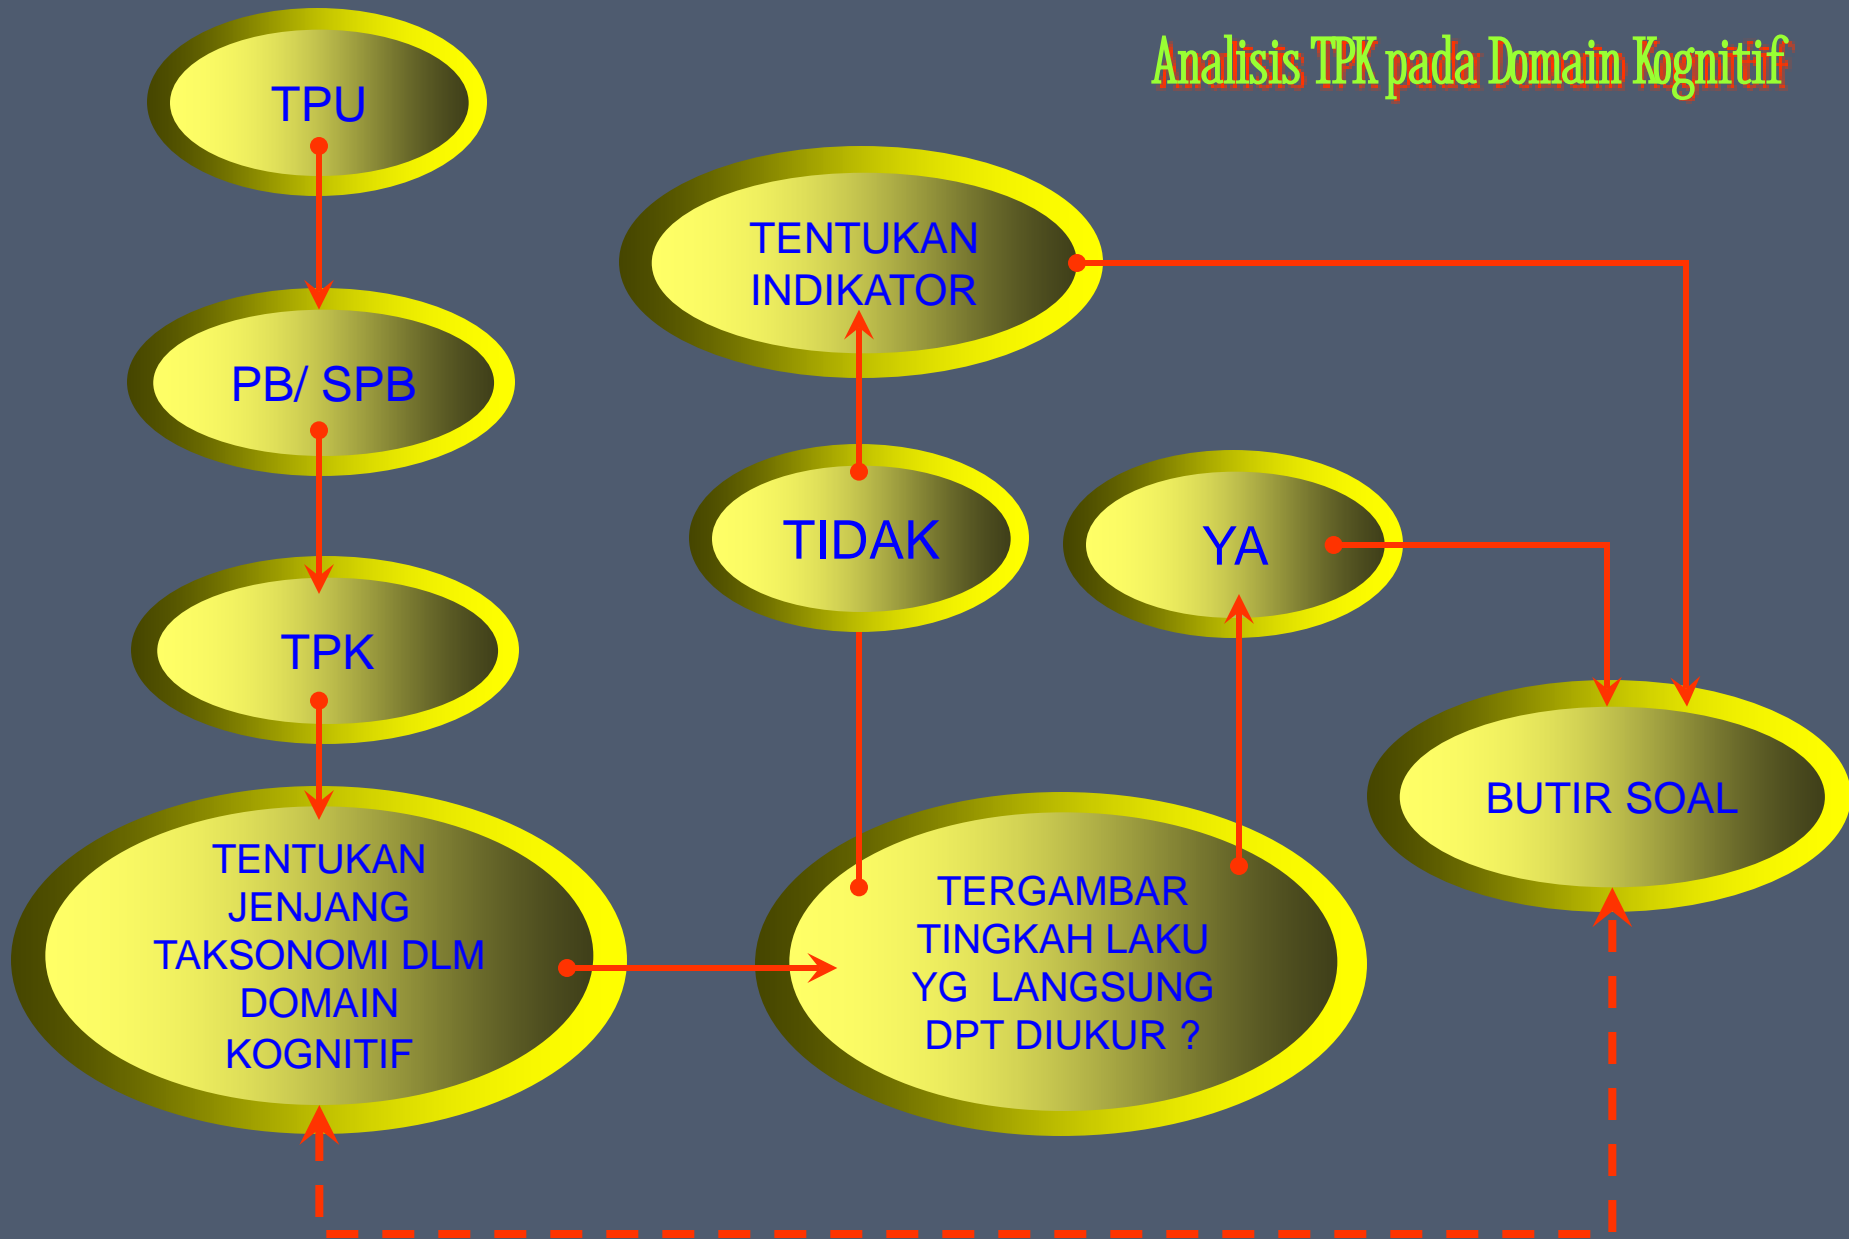 Analisis TPK pada Domain Kognitif
TPU
PB/ SPB
TPK
TENTUKAN
JENJANG
TAKSONOMI DLM
DOMAIN
KOGNITIF
TERGAMBAR
TINGKAH LAKU
YG LANGSUNG
DPT DIUKUR ?
TIDAK
TENTUKAN
INDIKATOR
YA
BUTIR SOAL